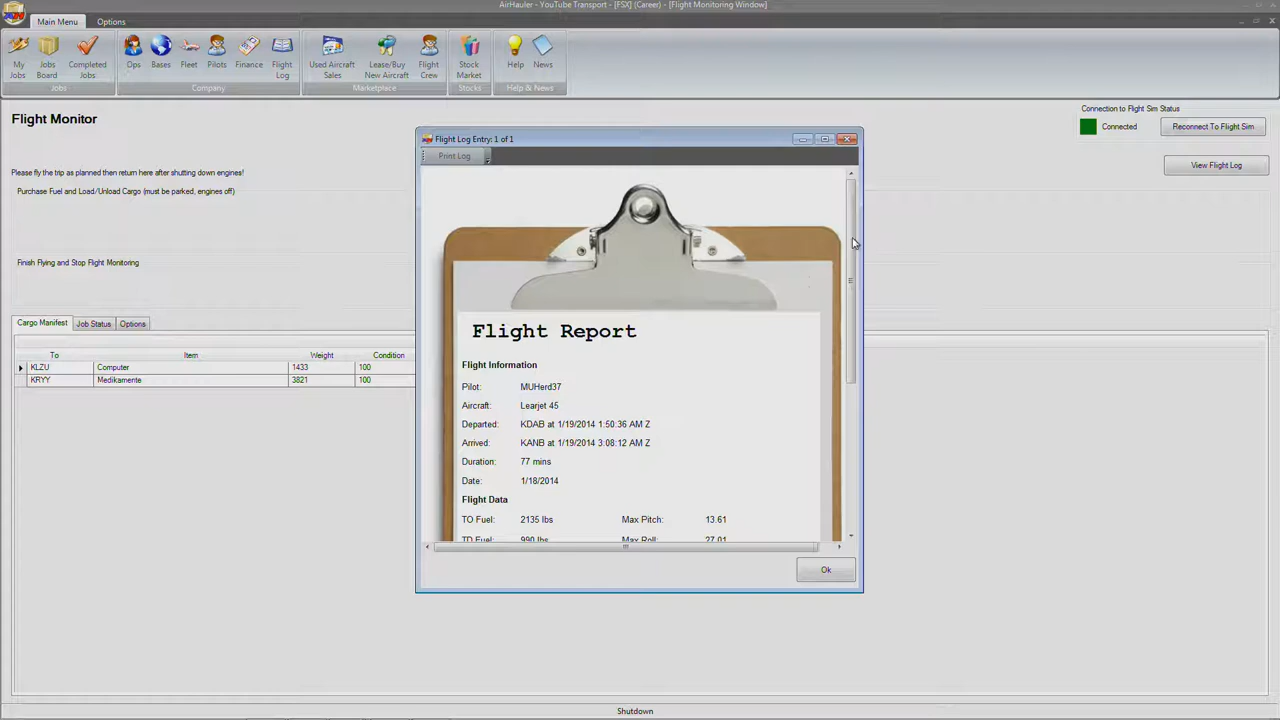 AirHauler - YouTube Transport - [FSX] (Career) - [Flight Monitoring Window]
Main Menu Options
My Jobs
Jobs Board
Completed Jobs
Jobs
Ops
Bases
Fleet
Pilots
Finance
Flight Log
Company
Used Aircraft Sales
Lease/Buy New Aircraft
Flight Crew
Marketplace
Stock Market
Stocks
Help
News
Help & News
Flight Monitor
Connection to Flight Sim Status
Connected
Reconnect To Flight Sim
View Flight Log
Please fly the trip as planned then return here after shutting down engines!
Purchase Fuel and Load/Unload Cargo (must be parked, engines off)
Finish Flying and Stop Flight Monitoring
Cargo Manifest Job Status Options
To Item Weight Condition
KLZU Computer 1433 100
KRYY Medikamente 3821 100
Flight Log Entry: 1 of 1
Print Log
Flight Report
Flight Information
Pilot: MUHerd37
Aircraft: Learjet 45
Departed: KDAB at 1/19/2014 1:50:36 AM Z
Arrived: KANB at 1/19/2014 3:08:12 AM Z
Duration: 77 mins
Date: 1/18/2014
Flight Data
TO Fuel: 2135 lbs Max Pitch: 13.61
TD Fuel: 990 lbs Max Roll: 27.01
Ok
Shutdown